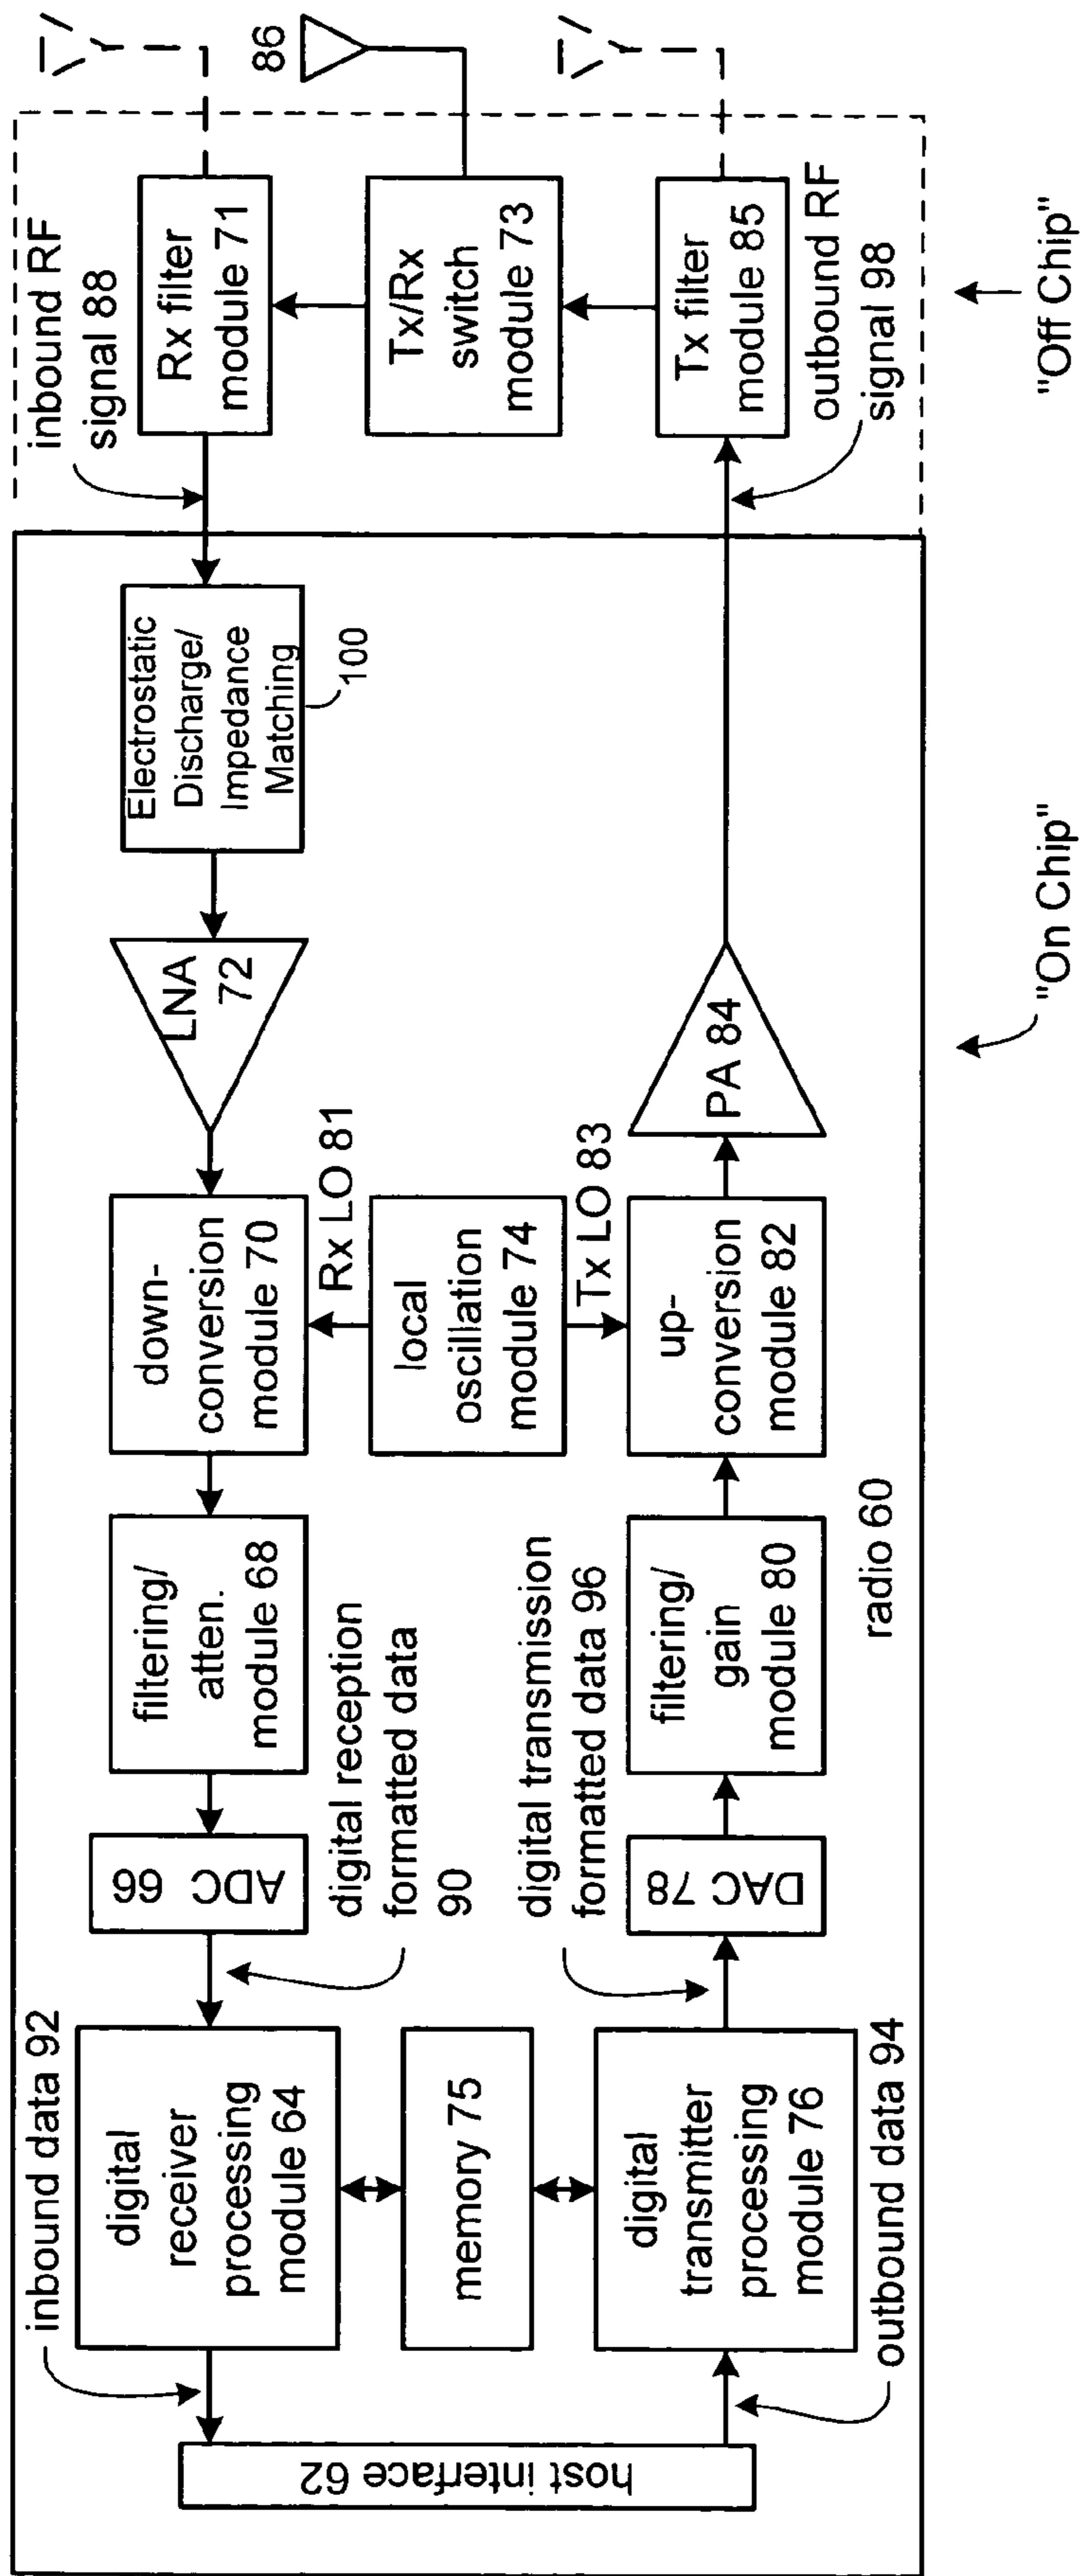 inbound data 92
digital
receiver
processing
module 64
ADC 66
digital reception
formatted data
90
filtering/
atten.
module 68
down-
conversion
module 70
Rx LO 81
LNA
72
Electrostatic
Discharge/
Impedance
Matching
100
inbound RF
signal 88
Rx filter
module 71
86
host interface 62
memory 75
local
oscillation
module 74
Tx/Rx
switch
module 73
digital
transmitter
processing
module 76
outbound data 94
digital transmission
formatted data 96
DAC 78
filtering/
gain
module 80
Tx LO 83
up-
conversion
module 82
PA 84
Tx filter
module 85
outbound RF
signal 98
radio 60
"On Chip"
"Off Chip"